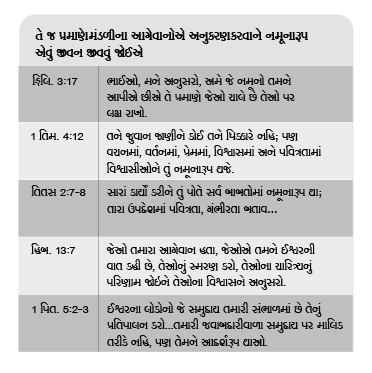 તે જ પ્રમાણેમંડળીના આગેવાનોએ અનુકરણકરવાને નમૂનારૂપ
એવું જીવન જીવવું જોઈએ
ફિલિ. 3:17
ભાઈઓ, મને અનુસરો, અમે જે નમૂનો તમને
આપીએ છીએ તે પ્રમાણે જેઓ ચાલે છે તેઓ પર
લક્ષ રાખો.
1 તિમ. 4:12
તને જુવાન જાણીને કોઈ તને ધિક્કારે નહિ; પણ
વચનમાં, વર્તનમાં, પ્રેમમાં, વિશ્વાસમાં અને પવિત્રતામાં
વિશ્વાસીઓને તું નમૂનારૂપ થજે.
તિતસ 2:7-8
સારાં કાર્યો કરીને તું પોતે સર્વ બાબતોમાં નમૂનારૂપ થા;
તારા ઉપદેશમાં પવિત્રતા, ગંભીરતા બતાવ...
હિબ. 13:7
જેઓ તમારા આગેવાન હતા, જેઓએ તમને ઈશ્વરની
વાત કહી છે, તેઓનું સ્મરણ કરો, તેઓના ચારિત્ર્યનું
પરિણામ જોઈને તેઓના વિશ્વાસને અનુસરો.
1 પિત. 5:2-3
ઈશ્વરના લોકોનો જે સમુદાય તમારી સંભાળમાં છે તેનું
પ્રતિપાલન કરો...તમારી જવાબદારીવાળા સમુદાય પર માલિક
તરીકે નહિ, પણ તેમને આદર્શરૂપ થાઓ.